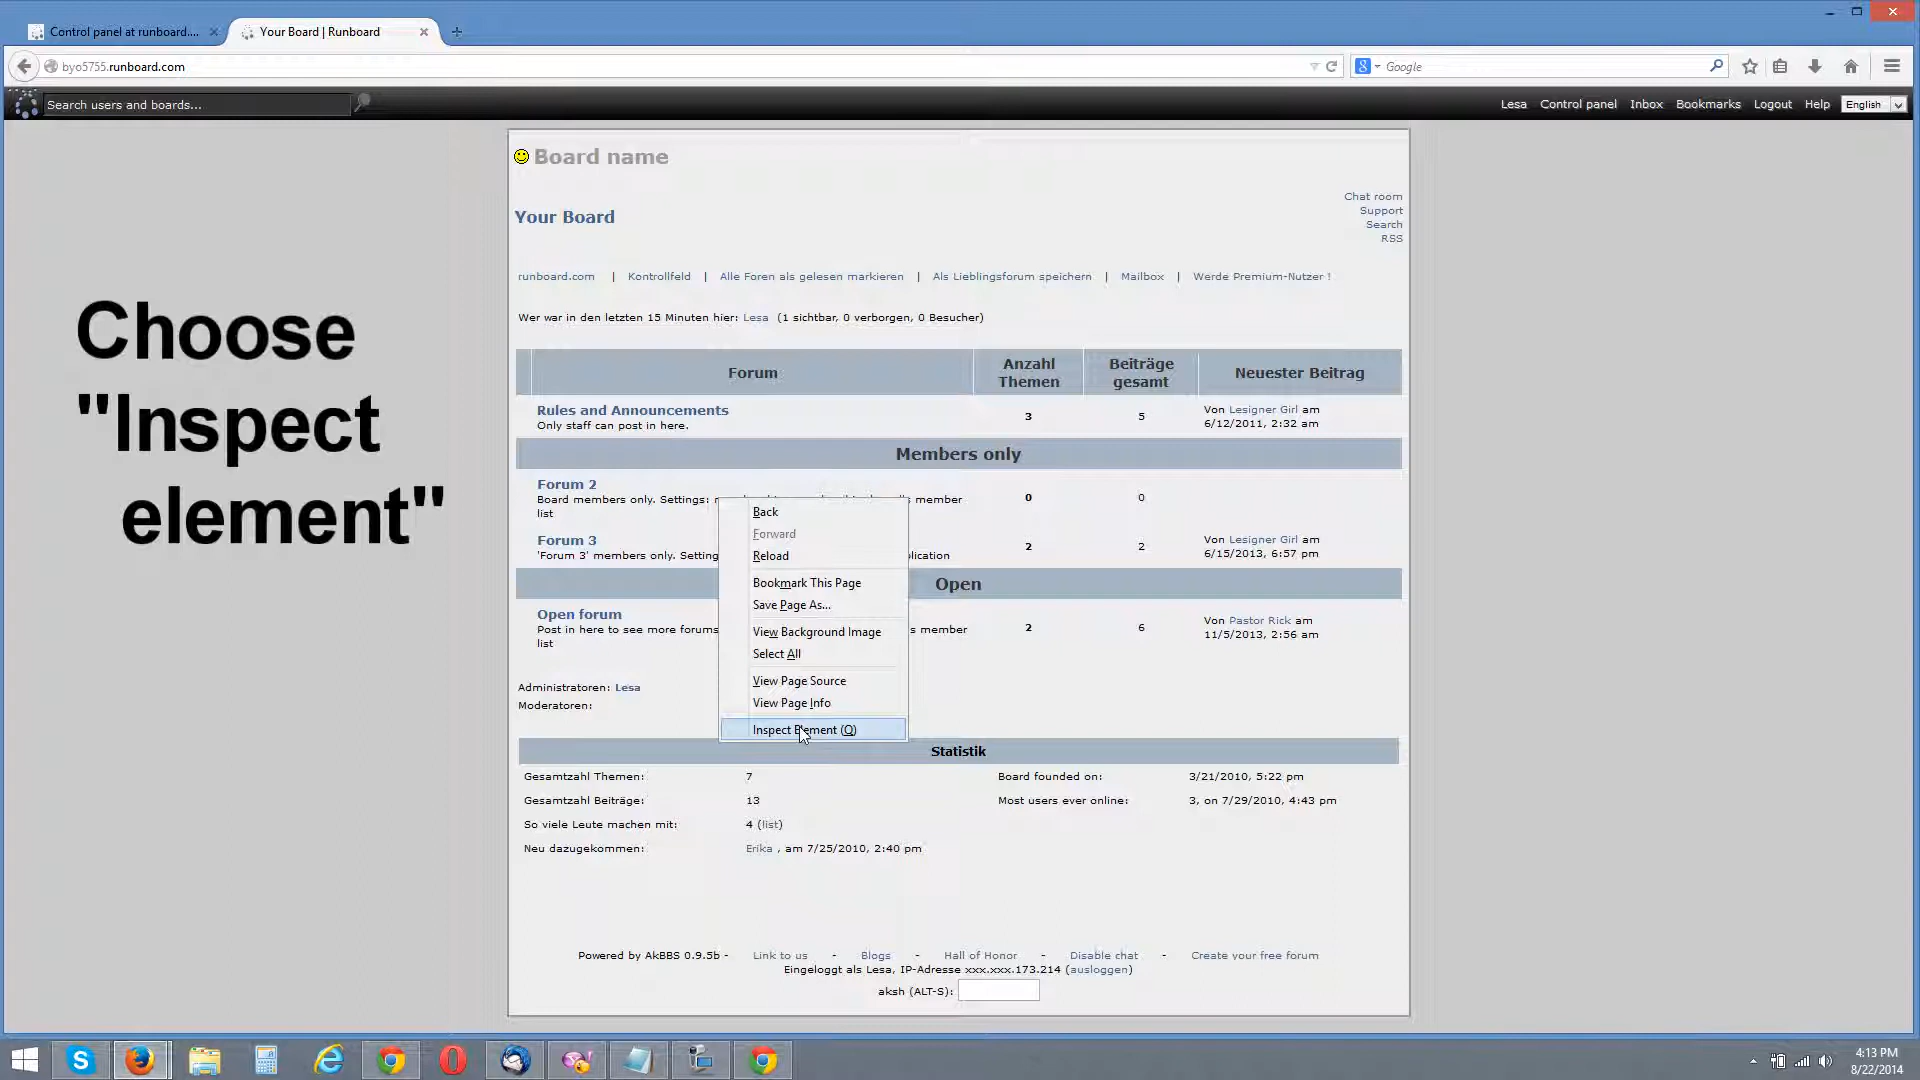 Control panel at runboard....
Your Board | Runboard
byo5755.runboard.com
Google
Search users and boards...
Lesa Control panel Inbox Bookmarks Logout Help English
Board name
Chat room
Support
Search
RSS
Your Board
runboard.com | Kontrollfeld | Alle Foren als gelesen markieren | Als Lieblingsforum speichern | Mailbox | Werde Premium-Nutzer !
Wer war in den letzten 15 Minuten hier: Lesa (1 sichtbar, 0 verborgen, 0 Besucher)
Choose
"Inspect
element"
Forum Anzahl Themen Beiträge gesamt Neuester Beitrag
Rules and Announcements
Only staff can post in here.
3 5
Von Lesigner Girl am
6/12/2011, 2:32 am
Members only
Forum 2
Board members only. Settings: member
list
0 0
Forum 3
'Forum 3' members only.
2 2
Von Lesigner Girl am
6/15/2013, 6:57 pm
Open
Open forum
Post in here to see more forums member
list
2 6
Von Pastor Rick am
11/5/2013, 2:56 am
Back
Forward
Reload
Bookmark This Page
Save Page As...
View Background Image
Select All
View Page Source
View Page Info
Inspect Element (Q)
Administratoren: Lesa
Moderatoren:
Statistik
Gesamtzahl Themen: 7 Board founded on: 3/21/2010, 5:22 pm
Gesamtzahl Beiträge: 13 Most users ever online: 3, on 7/29/2010, 4:43 pm
So viele Leute machen mit: 4 (list)
Neu dazugekommen: Erika , am 7/25/2010, 2:40 pm
Powered by AkBBS 0.9.5b - Link to us - Blogs - Hall of Honor - Disable chat - Create your free forum
Eingeloggt als Lesa, IP-Adresse xxx.xxx.173.214 (ausloggen)
aksh (ALT-S):
4:13 PM
8/22/2014